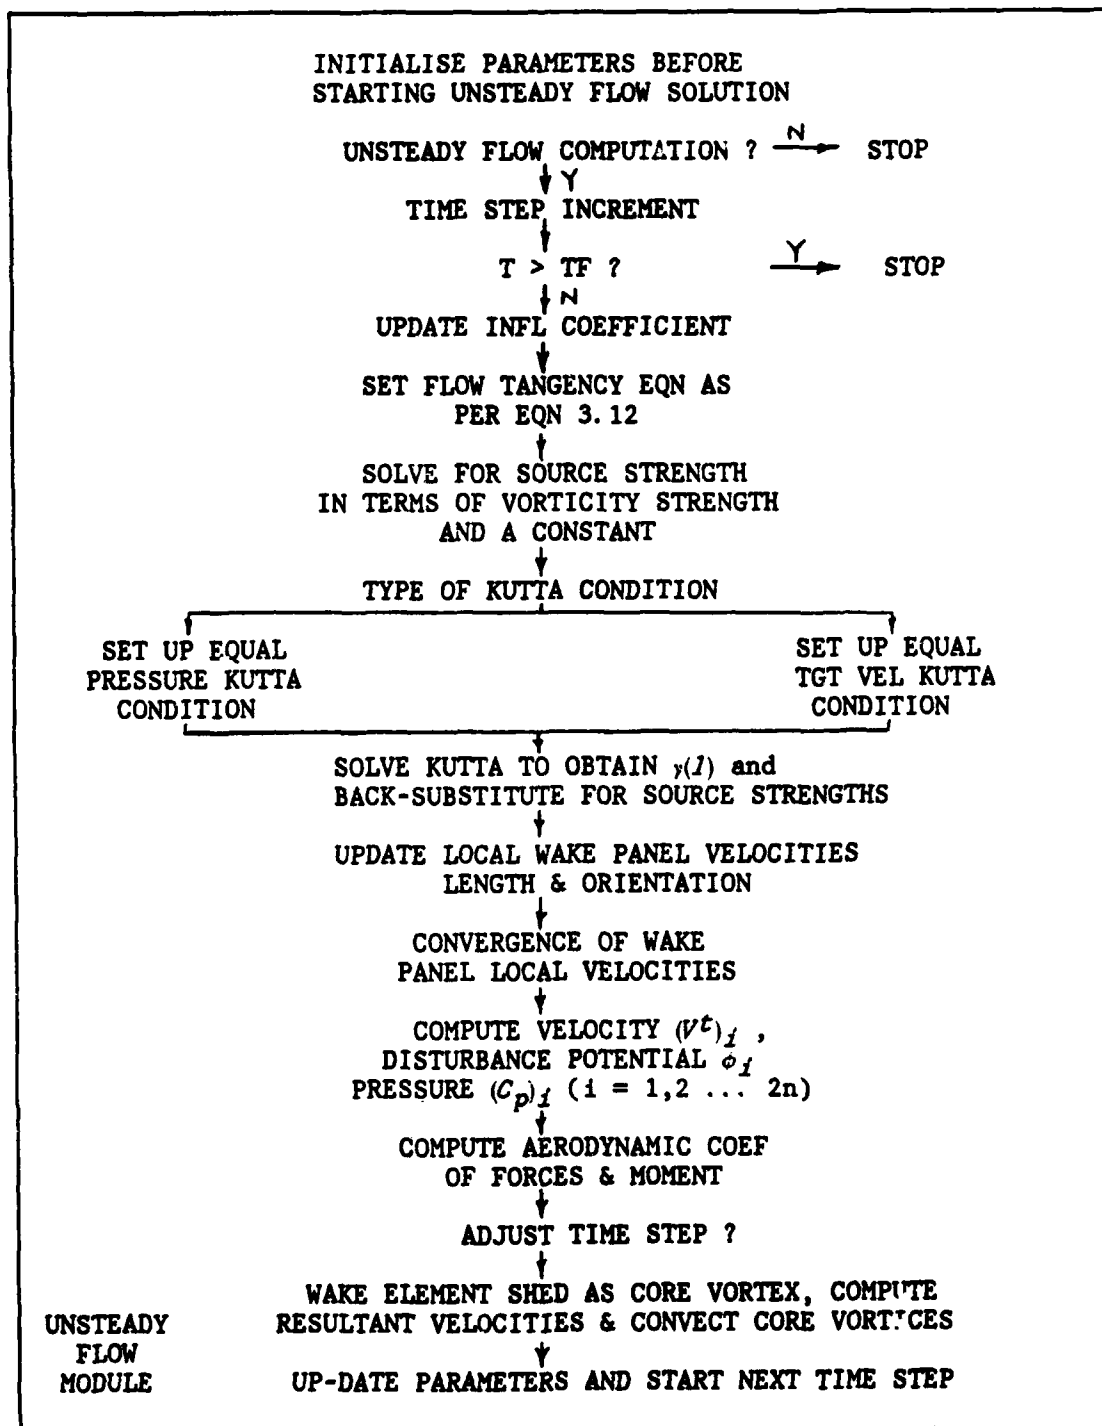 INITIALISE PARAMETERS BEFORE
STARTING UNSTEADY FLOW SOLUTION
UNSTEADY FLOW COMPUTATION ? N STOP
Y
TIME STEP INCREMENT
T > TF ? Y STOP
N
UPDATE INFL COEFFICIENT
SET FLOW TANGENCY EQN AS
PER EQN 3.12
SOLVE FOR SOURCE STRENGTH
IN TERMS OF VORTICITY STRENGTH
AND A CONSTANT
TYPE OF KUTTA CONDITION
SET UP EQUAL
PRESSURE KUTTA
CONDITION
SET UP EQUAL
TGT VEL KUTTA
CONDITION
SOLVE KUTTA TO OBTAIN γ(l) and
BACK-SUBSTITUTE FOR SOURCE STRENGTHS
UPDATE LOCAL WAKE PANEL VELOCITIES
LENGTH & ORIENTATION
CONVERGENCE OF WAKE
PANEL LOCAL VELOCITIES
COMPUTE VELOCITY (V^t)_i ,
DISTURBANCE POTENTIAL ϕ_i
PRESSURE (C_p)_i (i = 1,2 ... 2n)
COMPUTE AERODYNAMIC COEF
OF FORCES & MOMENT
ADJUST TIME STEP ?
WAKE ELEMENT SHED AS CORE VORTEX, COMPUTE
RESULTANT VELOCITIES & CONVECT CORE VORTICES
UP-DATE PARAMETERS AND START NEXT TIME STEP
UNSTEADY
FLOW
MODULE